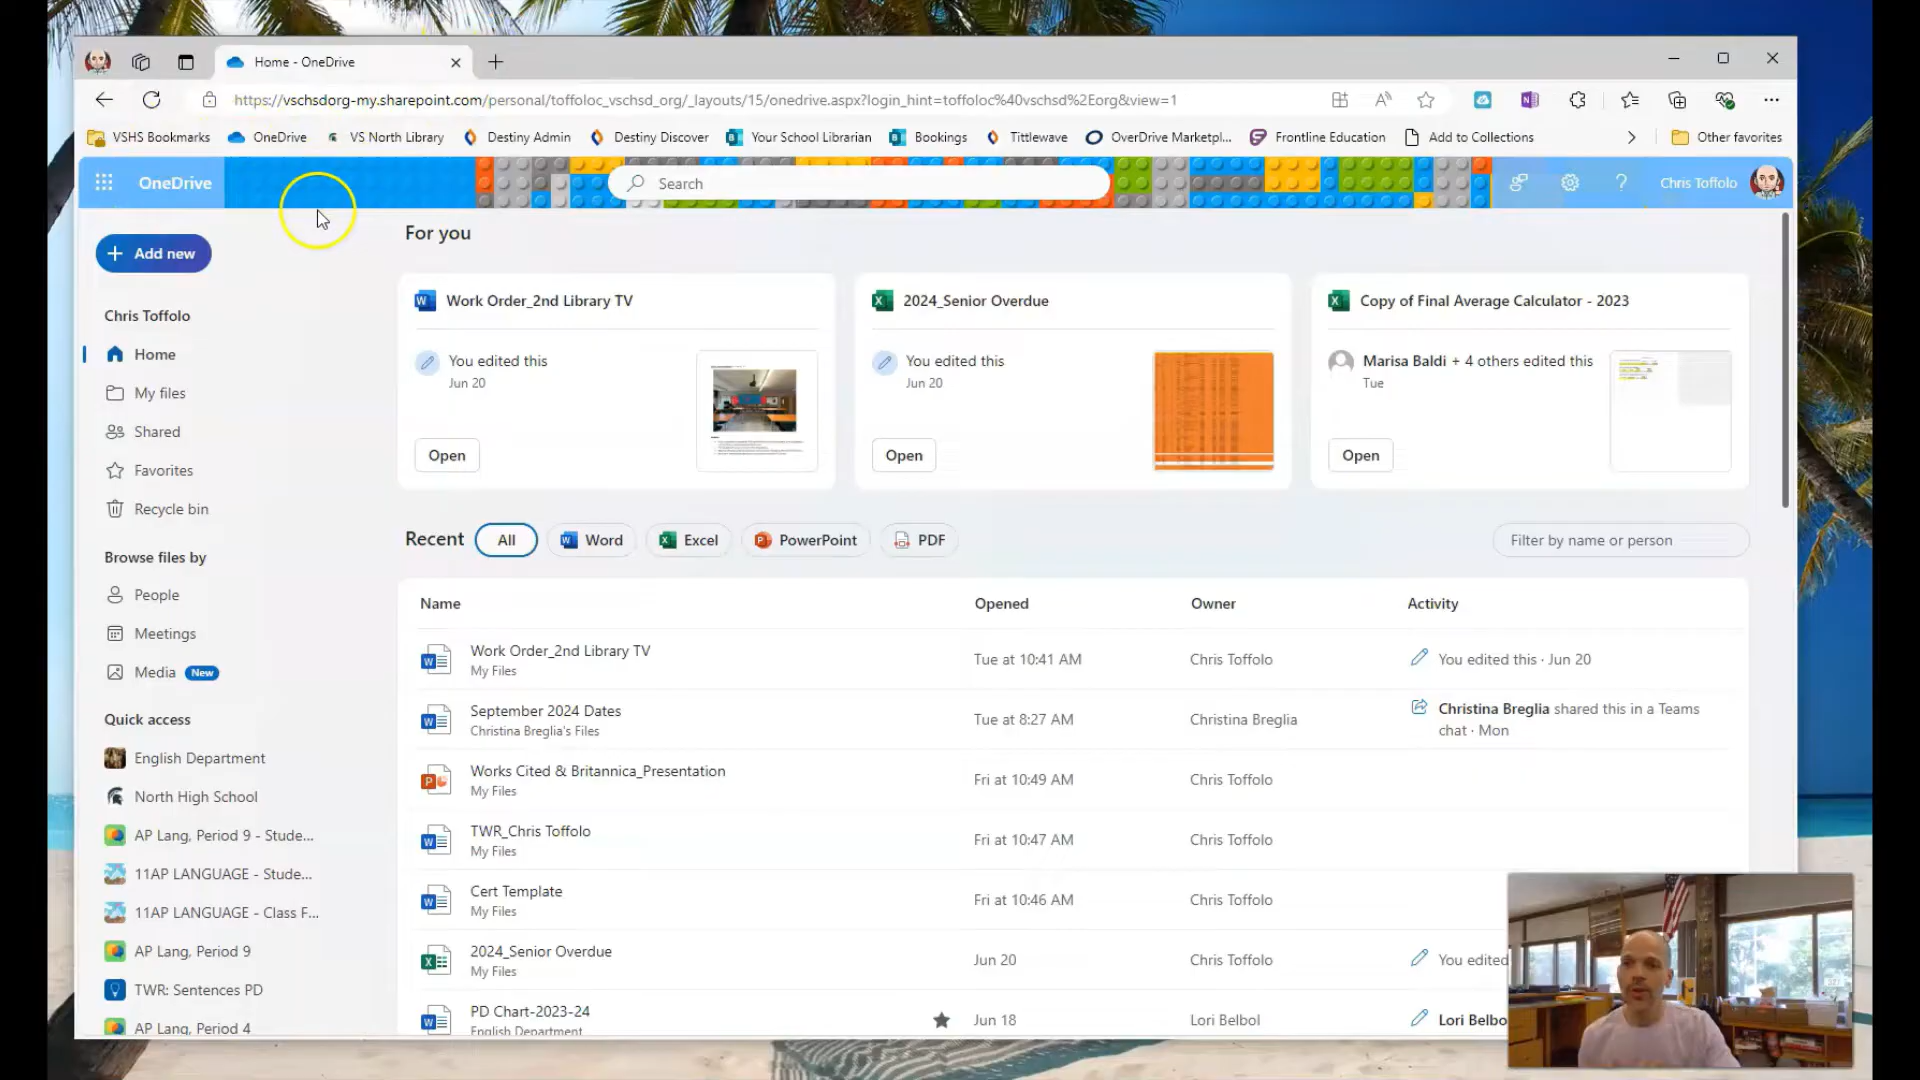 Home - OneDrive
https://vschsdorg-my.sharepoint.com/personal/toffoloc_vschsd_org/_layouts/15/onedrive.aspx?login_hint=toffoloc%40vschsd%2Eorg&view=1
VSHS Bookmarks OneDrive VS North Library Destiny Admin Destiny Discover Your School Librarian Bookings Tittlewave OverDrive Marketpl... Frontline Education Add to Collections Other favorites
OneDrive Search ? Chris Toffolo
+ Add new
Chris Toffolo
Home
My files
Shared
Favorites
Recycle bin
Browse files by
People
Meetings
Media New
Quick access
English Department
North High School
AP Lang, Period 9 - Stude...
11AP LANGUAGE - Stude...
11AP LANGUAGE - Class F...
AP Lang, Period 9
TWR: Sentences PD
AP Lang, Period 4
For you
Work Order_2nd Library TV
You edited this
Jun 20
Open
2024_Senior Overdue
You edited this
Jun 20
Open
Copy of Final Average Calculator - 2023
Marisa Baldi + 4 others edited this
Tue
Open
Recent All Word Excel PowerPoint PDF Filter by name or person
Name Opened Owner Activity
Work Order_2nd Library TV Tue at 10:41 AM Chris Toffolo You edited this · Jun 20
My Files
September 2024 Dates Tue at 8:27 AM Christina Breglia Christina Breglia shared this in a Teams
Christina Breglia's Files chat · Mon
Works Cited & Britannica_Presentation Fri at 10:49 AM Chris Toffolo
My Files
TWR_Chris Toffolo Fri at 10:47 AM Chris Toffolo
My Files
Cert Template Fri at 10:46 AM Chris Toffolo
My Files
2024_Senior Overdue Jun 20 Chris Toffolo You edited
My Files
PD Chart-2023-24 Jun 18 Lori Belbol Lori Belbo
English Department